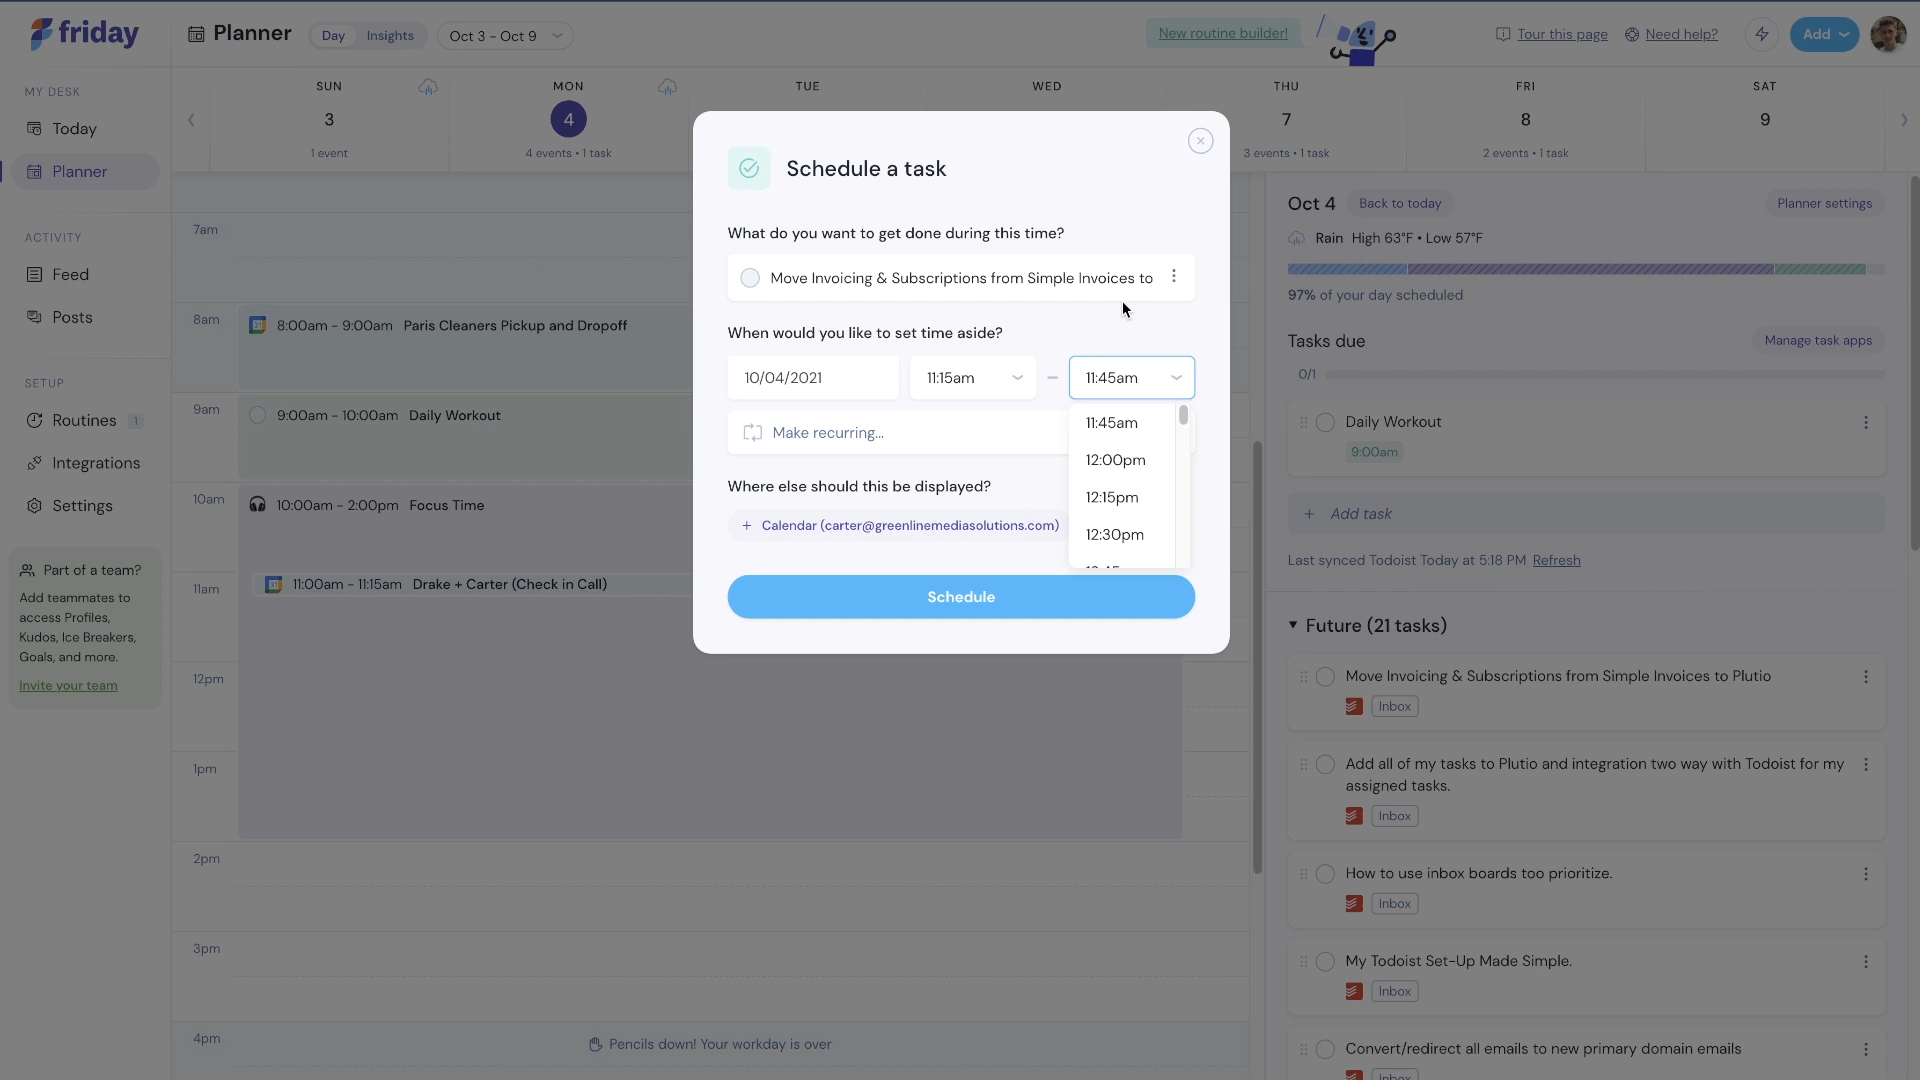 friday
Planner
Day
Insights
Oct 3 - Oct 9
New routine builder!
Tour this page
Need help?
Add
MY DESK
Today
Planner
ACTIVITY
Feed
Posts
SETUP
Routines 1
Integrations
Settings
Part of a team?
Add teammates to
access Profiles,
Kudos, Ice Breakers,
Goals, and more.
Invite your team
SUN
3
1 event
MON
4
4 events • 1 task
TUE
WED
THU
7
3 events • 1 task
FRI
8
2 events • 1 task
SAT
9
7am
8am
8:00am - 9:00am Paris Cleaners Pickup and Dropoff
9am
9:00am - 10:00am Daily Workout
10am
10:00am - 2:00pm Focus Time
11am
11:00am - 11:15am Drake + Carter (Check in Call)
12pm
1pm
2pm
3pm
4pm
Pencils down! Your workday is over
Schedule a task
What do you want to get done during this time?
Move Invoicing & Subscriptions from Simple Invoices to
When would you like to set time aside?
10/04/2021
11:15am
–
11:45am
11:45am
12:00pm
12:15pm
12:30pm
Make recurring...
Where else should this be displayed?
+ Calendar (carter@greenlinemediasolutions.com)
Schedule
Oct 4
Back to today
Planner settings
Rain High 63°F • Low 57°F
97% of your day scheduled
Tasks due
Manage task apps
0/1
Daily Workout
9:00am
+ Add task
Last synced Todoist Today at 5:18 PM Refresh
Future (21 tasks)
Move Invoicing & Subscriptions from Simple Invoices to Plutio
Inbox
Add all of my tasks to Plutio and integration two way with Todoist for my
assigned tasks.
Inbox
How to use inbox boards too prioritize.
Inbox
My Todoist Set-Up Made Simple.
Inbox
Convert/redirect all emails to new primary domain emails
Inbox